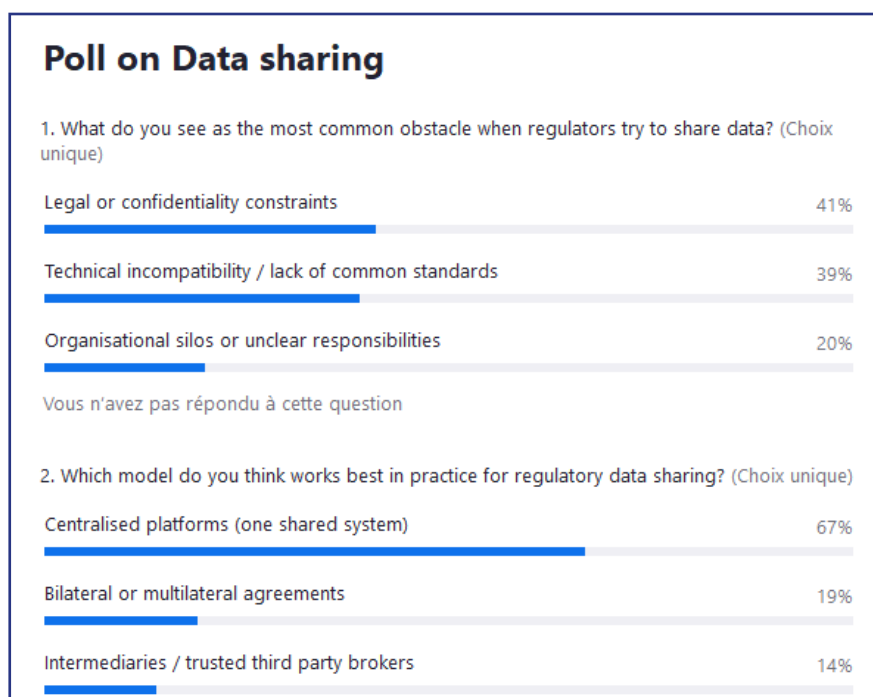 Poll on Data sharing
1. What do you see as the most common obstacle when regulators try to share data? (Choix
unique)
Legal or confidentiality constraints 41%
Technical incompatibility / lack of common standards 39%
Organisational silos or unclear responsibilities 20%
Vous n'avez pas répondu à cette question
2. Which model do you think works best in practice for regulatory data sharing? (Choix unique)
Centralised platforms (one shared system) 67%
Bilateral or multilateral agreements 19%
Intermediaries / trusted third party brokers 14%